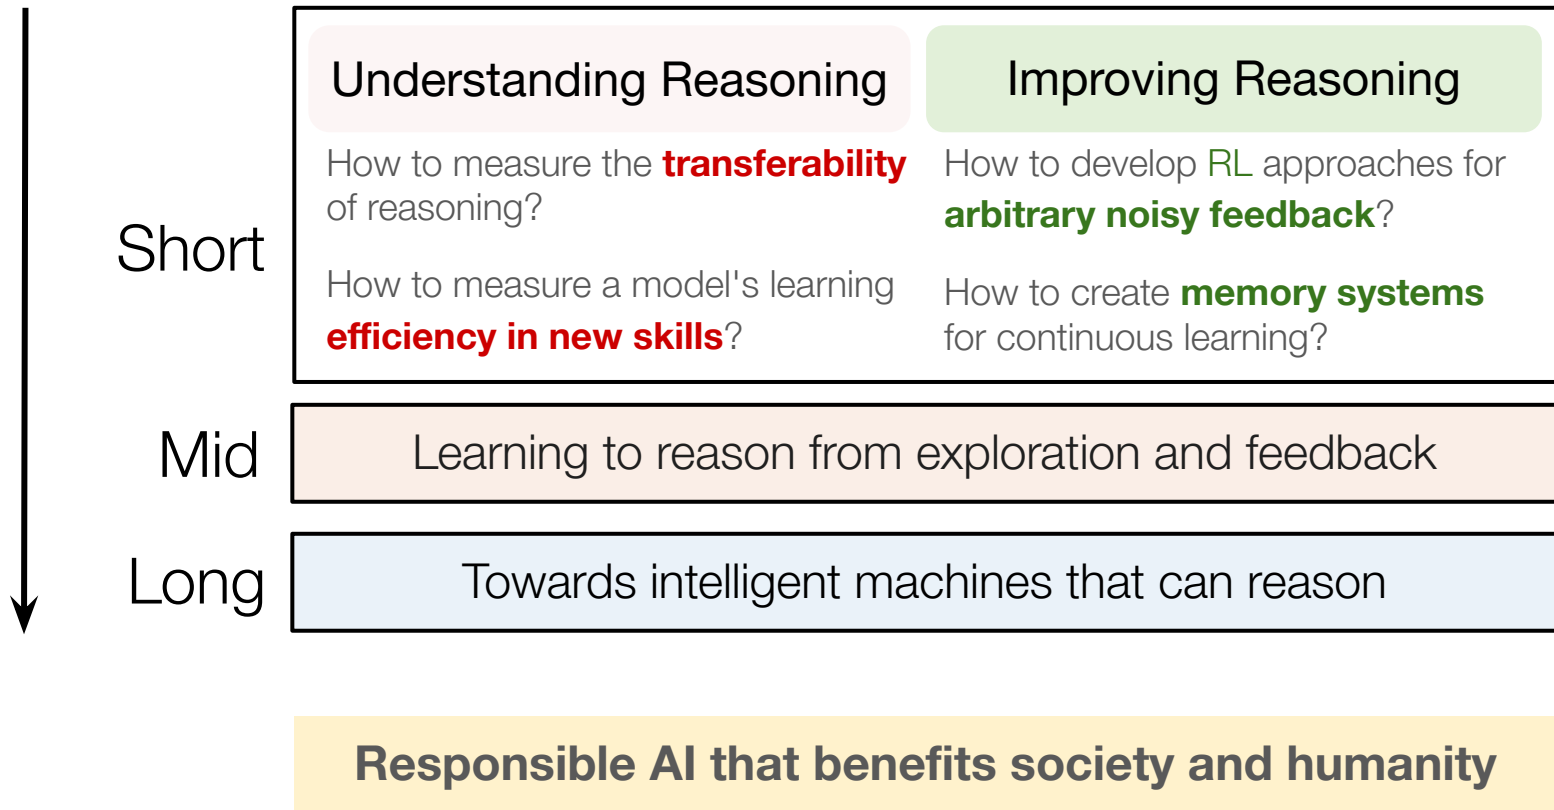 Understanding Reasoning
Improving Reasoning
Short
How to measure the transferability
of reasoning?
How to measure a model's learning
efficiency in new skills?
How to develop RL approaches for
arbitrary noisy feedback?
How to create memory systems
for continuous learning?
Mid
Learning to reason from exploration and feedback
Long
Towards intelligent machines that can reason
Responsible AI that benefits society and humanity